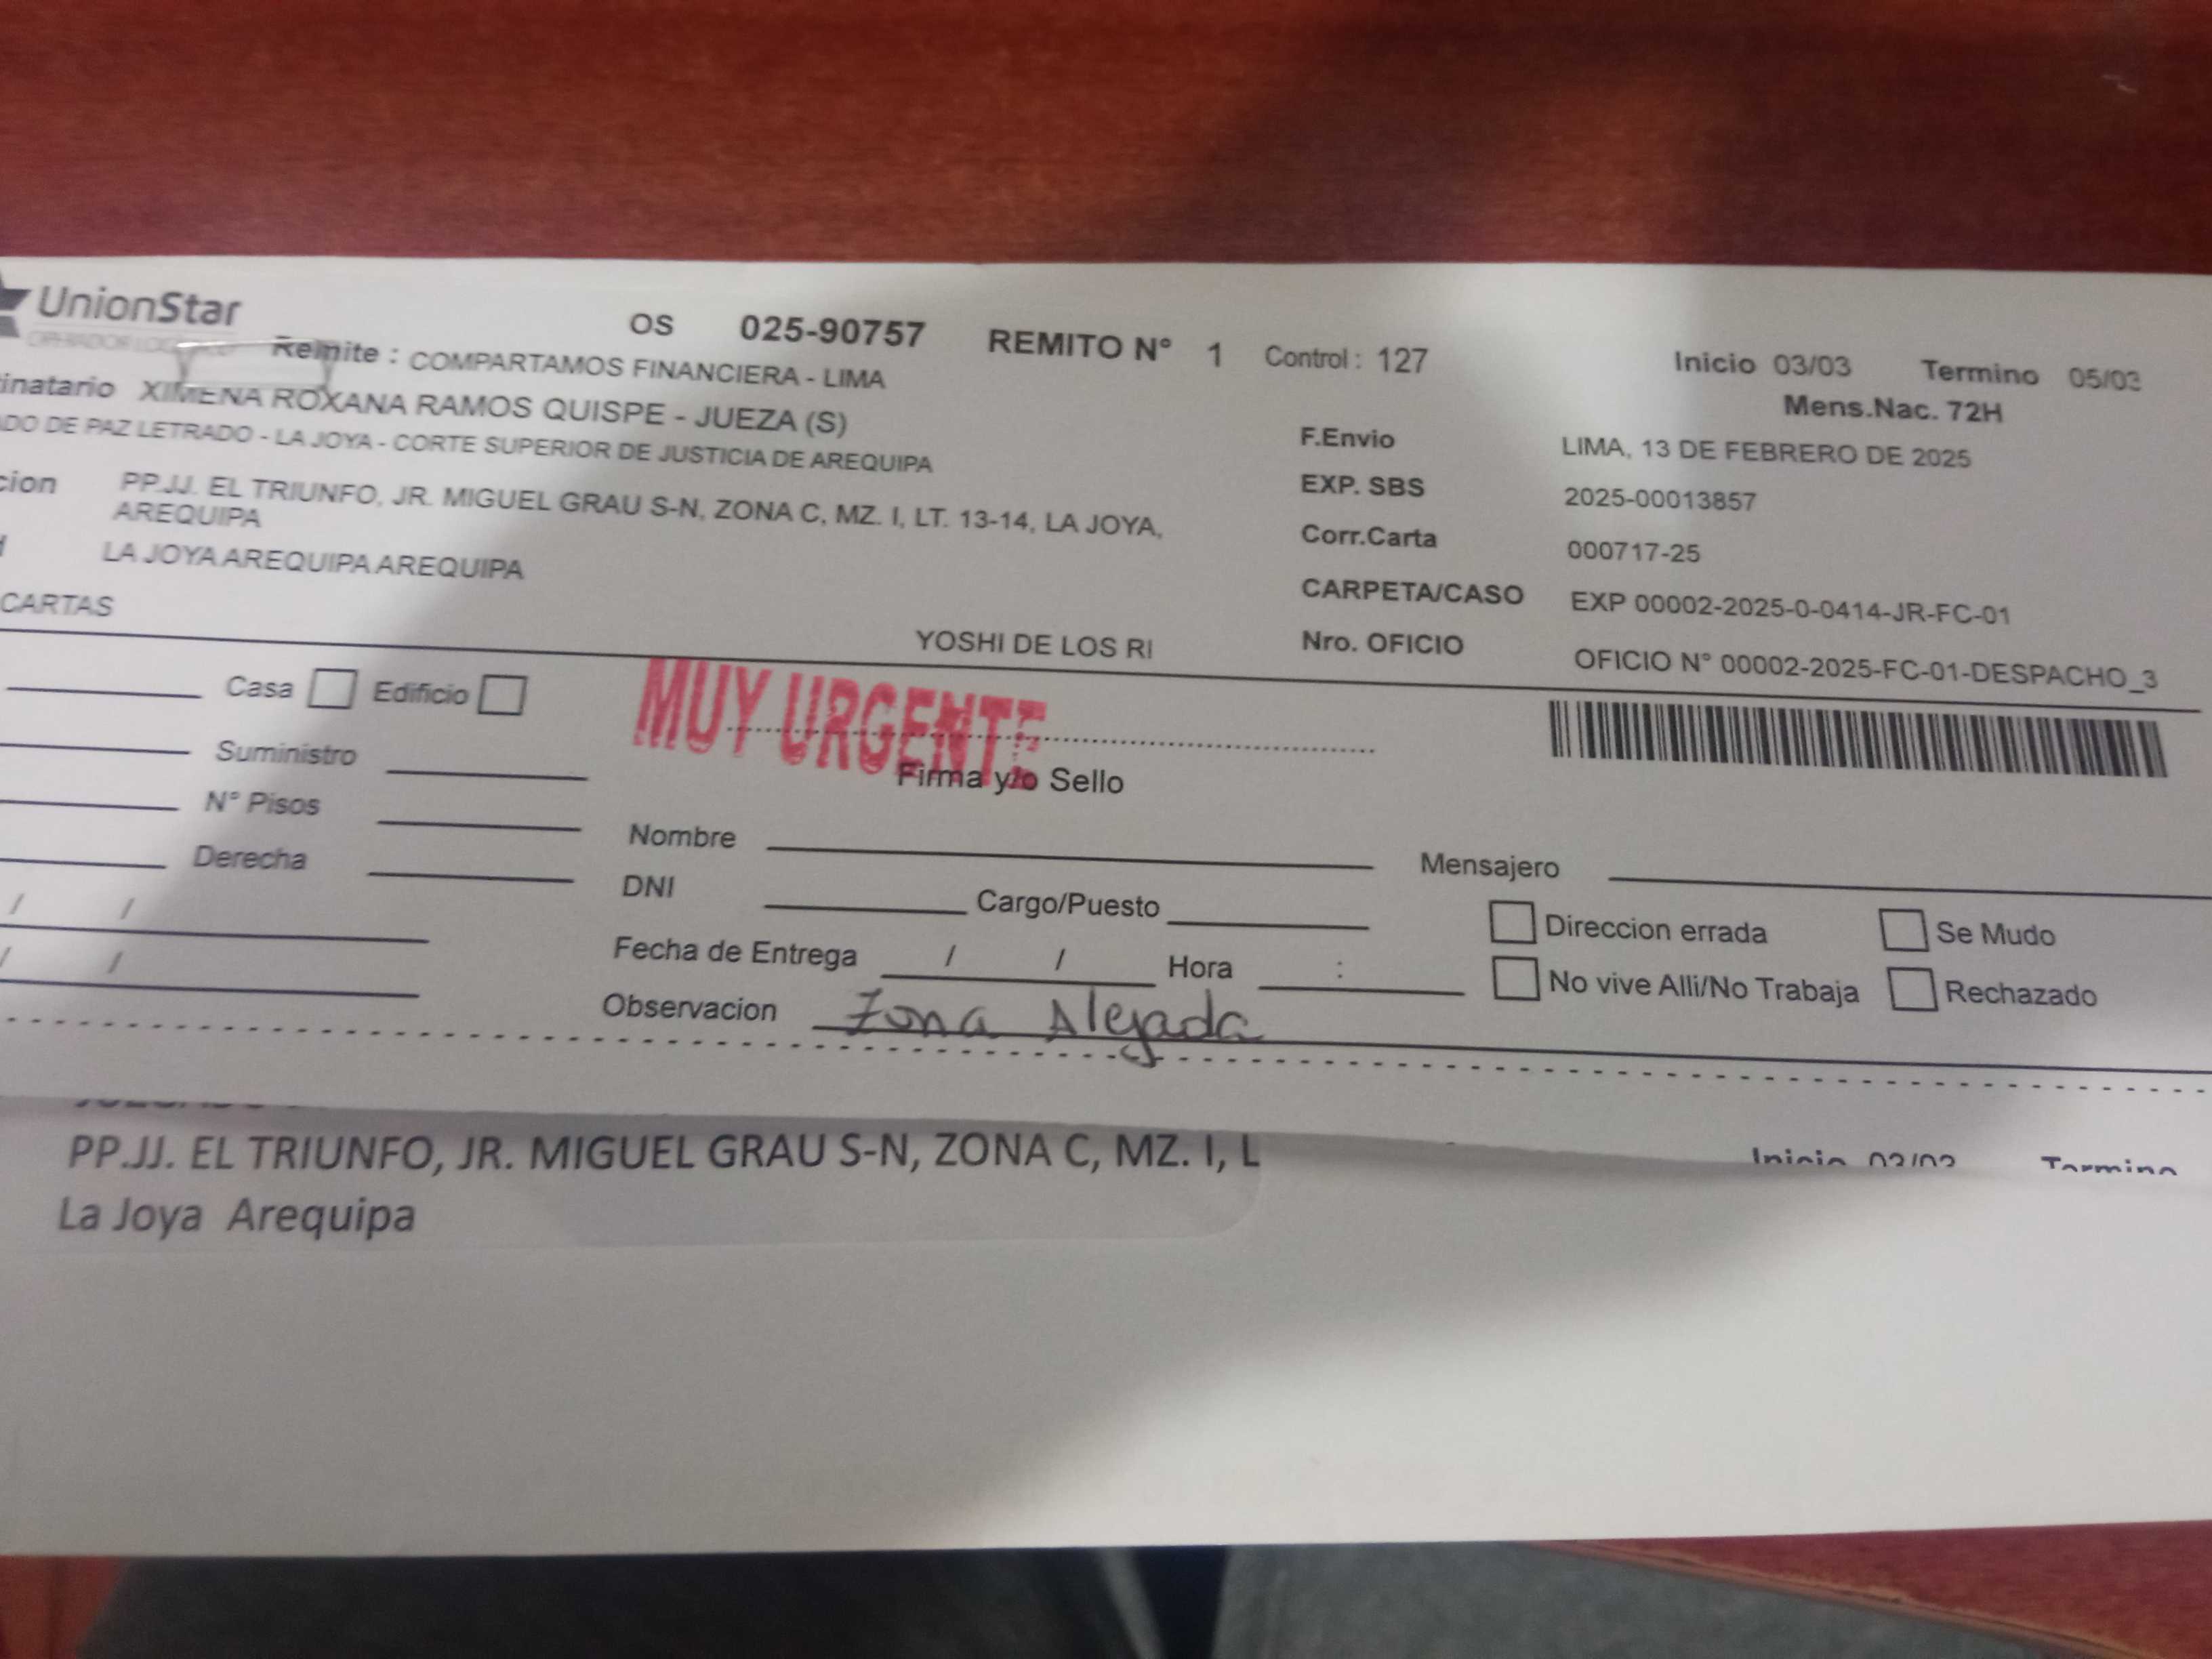 UnionStar
OS 025-90757 REMITO N° 1 Control : 127 Inicio 03/03 Termino 05/03
Remite : COMPARTAMOS FINANCIERA - LIMA
Mens.Nac. 72H
inatario XIMENA ROXANA RAMOS QUISPE - JUEZA (S)
F.Envio LIMA, 13 DE FEBRERO DE 2025
ADO DE PAZ LETRADO - LA JOYA - CORTE SUPERIOR DE JUSTICIA DE AREQUIPA
EXP. SBS 2025-00013857
cion PP.JJ. EL TRIUNFO, JR. MIGUEL GRAU S-N, ZONA C, MZ. I, LT. 13-14, LA JOYA,
AREQUIPA
Corr.Carta 000717-25
LA JOYA AREQUIPA AREQUIPA
CARPETA/CASO EXP 00002-2025-0-0414-JR-FC-01
CARTAS
YOSHI DE LOS RI
Nro. OFICIO OFICIO N° 00002-2025-FC-01-DESPACHO_3
Casa Edificio
MUY URGENTE
Suministro
Firma y/o Sello
N° Pisos
Nombre
Mensajero
Derecha
DNI Cargo/Puesto
Direccion errada Se Mudo
/ /
Fecha de Entrega / / Hora :
No vive Alli/No Trabaja Rechazado
/ /
Observacion Zona Alejada
PP.JJ. EL TRIUNFO, JR. MIGUEL GRAU S-N, ZONA C, MZ. I, L
Inicio 03/03 Termino
La Joya Arequipa